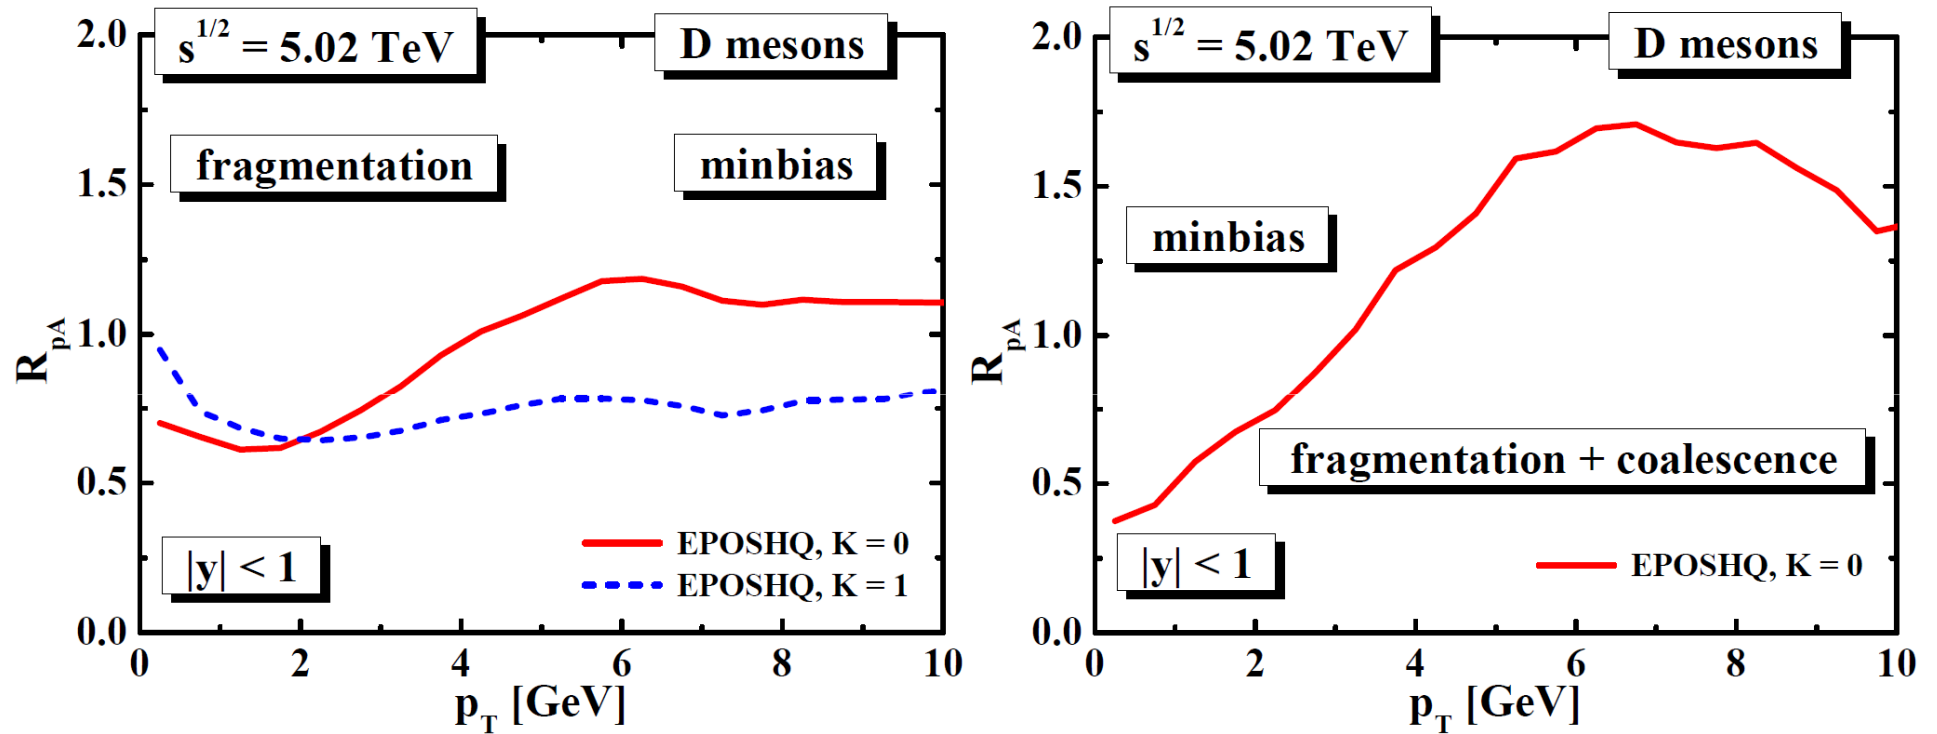 s^1/2 = 5.02 TeV
D mesons
fragmentation
minbias
|y| < 1
EPOSHQ, K = 0
EPOSHQ, K = 1
2.0
1.5
1.0
0.5
0.0
R_pA
0 2 4 6 8 10
p_T [GeV]
s^1/2 = 5.02 TeV
D mesons
minbias
fragmentation + coalescence
|y| < 1
EPOSHQ, K = 0
2.0
1.5
1.0
0.5
0.0
R_pA
0 2 4 6 8 10
p_T [GeV]